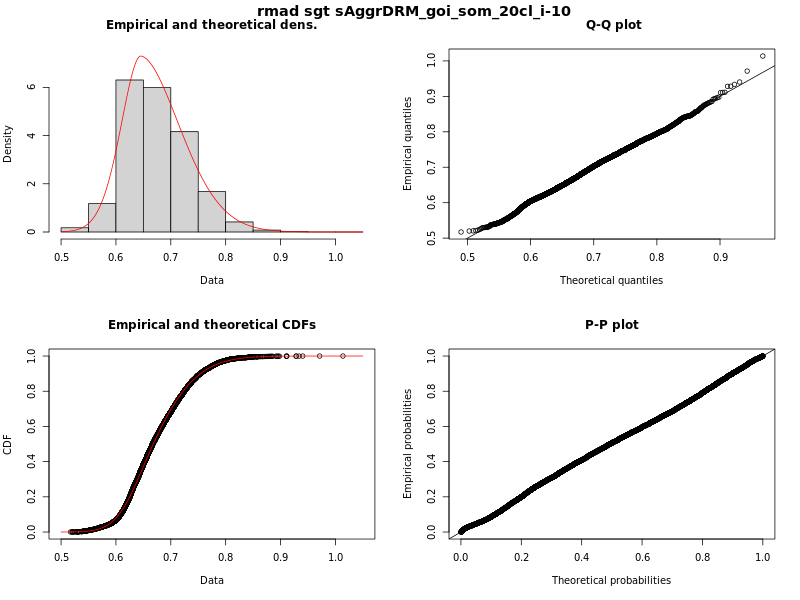 rmad sgt sAggrDRM_goi_som_20cl_i-10
Empirical and theoretical dens.
Density
0 2 4 6
0.5 0.6 0.7 0.8 0.9 1.0
Data
Q-Q plot
Empirical quantiles
0.5 0.6 0.7 0.8 0.9 1.0
0.5 0.6 0.7 0.8 0.9
Theoretical quantiles
Empirical and theoretical CDFs
CDF
0.0 0.2 0.4 0.6 0.8 1.0
0.5 0.6 0.7 0.8 0.9 1.0
Data
P-P plot
Empirical probabilities
0.0 0.2 0.4 0.6 0.8 1.0
0.0 0.2 0.4 0.6 0.8 1.0
Theoretical probabilities